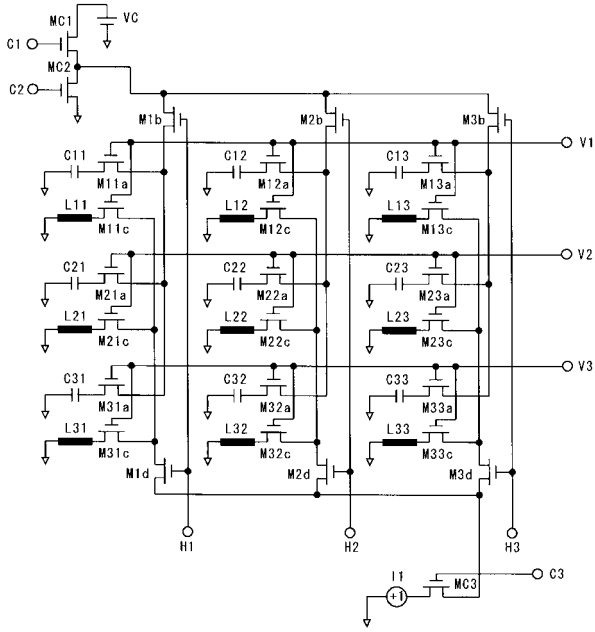 MC1
VC
C1
MC2
C2
M1b M2b M3b
V1
C11 C12 C13
M11a M12a M13a
L11 L12 L13
M11c M12c M13c
V2
C21 C22 C23
M21a M22a M23a
L21 L22 L23
M21c M22c M23c
V3
C31 C32 C33
M31a M32a M33a
L31 L32 L33
M31c M32c M33c
M1d M2d M3d
H1 H2 H3
I1
MC3
C3
+1